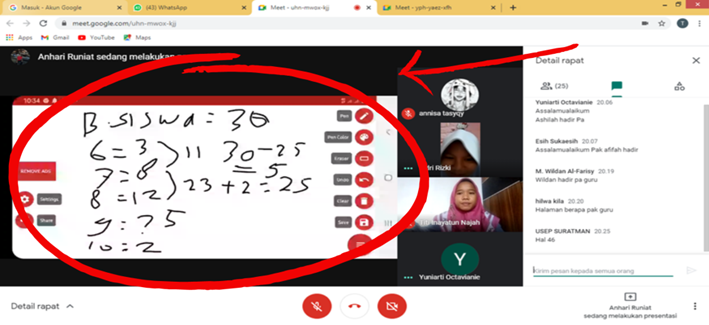 Masuk - Akun Google
(43) WhatsApp
Meet - uhn-mwox-kjj
Meet - yph-yaez-vfh
meet.google.com/uhn-mwox-kjj
Apps
Gmail
YouTube
Maps
Anhari Runiat sedang melakukan
10:34
B. siswa = 30
6 = 3
7 = 8
8 = 12
9 = ? 5
10 = 2
11
23 + 2 = 25
30 - 25
= 5
REMOVE ADS
Settings
Share
Pen
Pen Color
Eraser
Undo
Clear
Save
annisa tasyqy
Rizki
Inayatun Najah
Y
Yuniarti Octavianie
Detail rapat
(25)
Yuniarti Octavianie 20.06
Assalamualaikum
Ashilah Hadir Pa
Esih Sukaesih 20.07
Assalamualaikum Pak afifah hadir
M. Wildan Al-Farisy 20.19
Wildan hadir pa guru
hilwa kila 20.20
Halaman berapa pak guru
USEP SURATMAN 20.25
Hal 46
Kirim pesan kepada semua orang
Detail rapat
Anhari Runiat
sedang melakukan presentasi